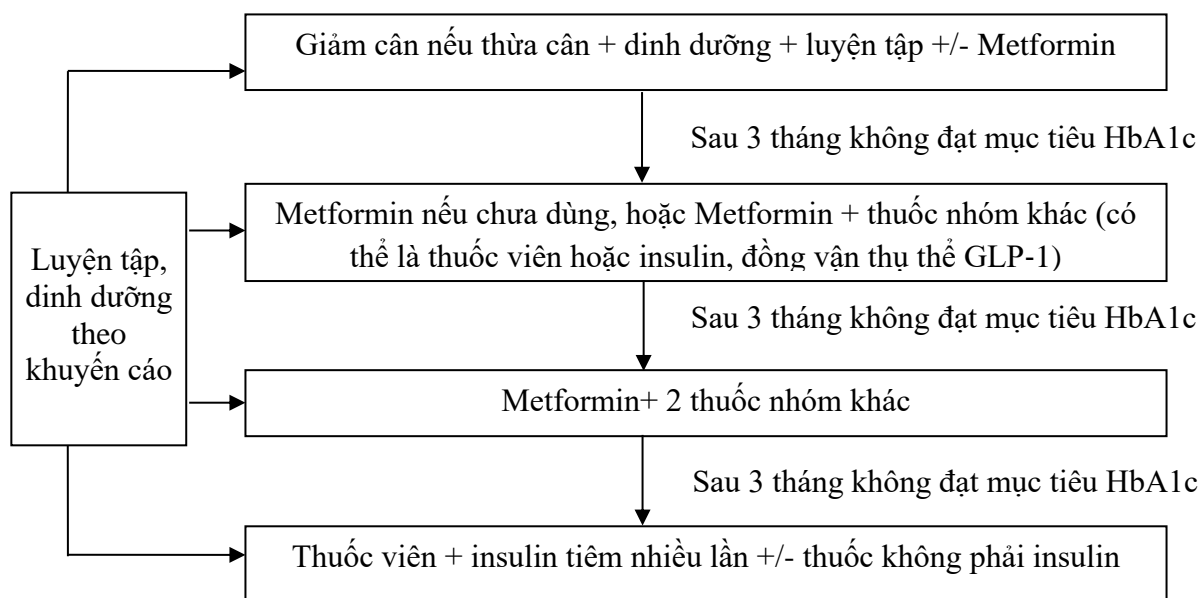 Giảm cân nếu thừa cân + dinh dưỡng + luyện tập +/- Metformin
Sau 3 tháng không đạt mục tiêu HbA1c
Metformin nếu chưa dùng, hoặc Metformin + thuốc nhóm khác (có
thể là thuốc viên hoặc insulin, đồng vận thụ thể GLP-1)
Luyện tập,
dinh dưỡng
theo
khuyến cáo
Sau 3 tháng không đạt mục tiêu HbA1c
Metformin+ 2 thuốc nhóm khác
Sau 3 tháng không đạt mục tiêu HbA1c
Thuốc viên + insulin tiêm nhiều lần +/- thuốc không phải insulin